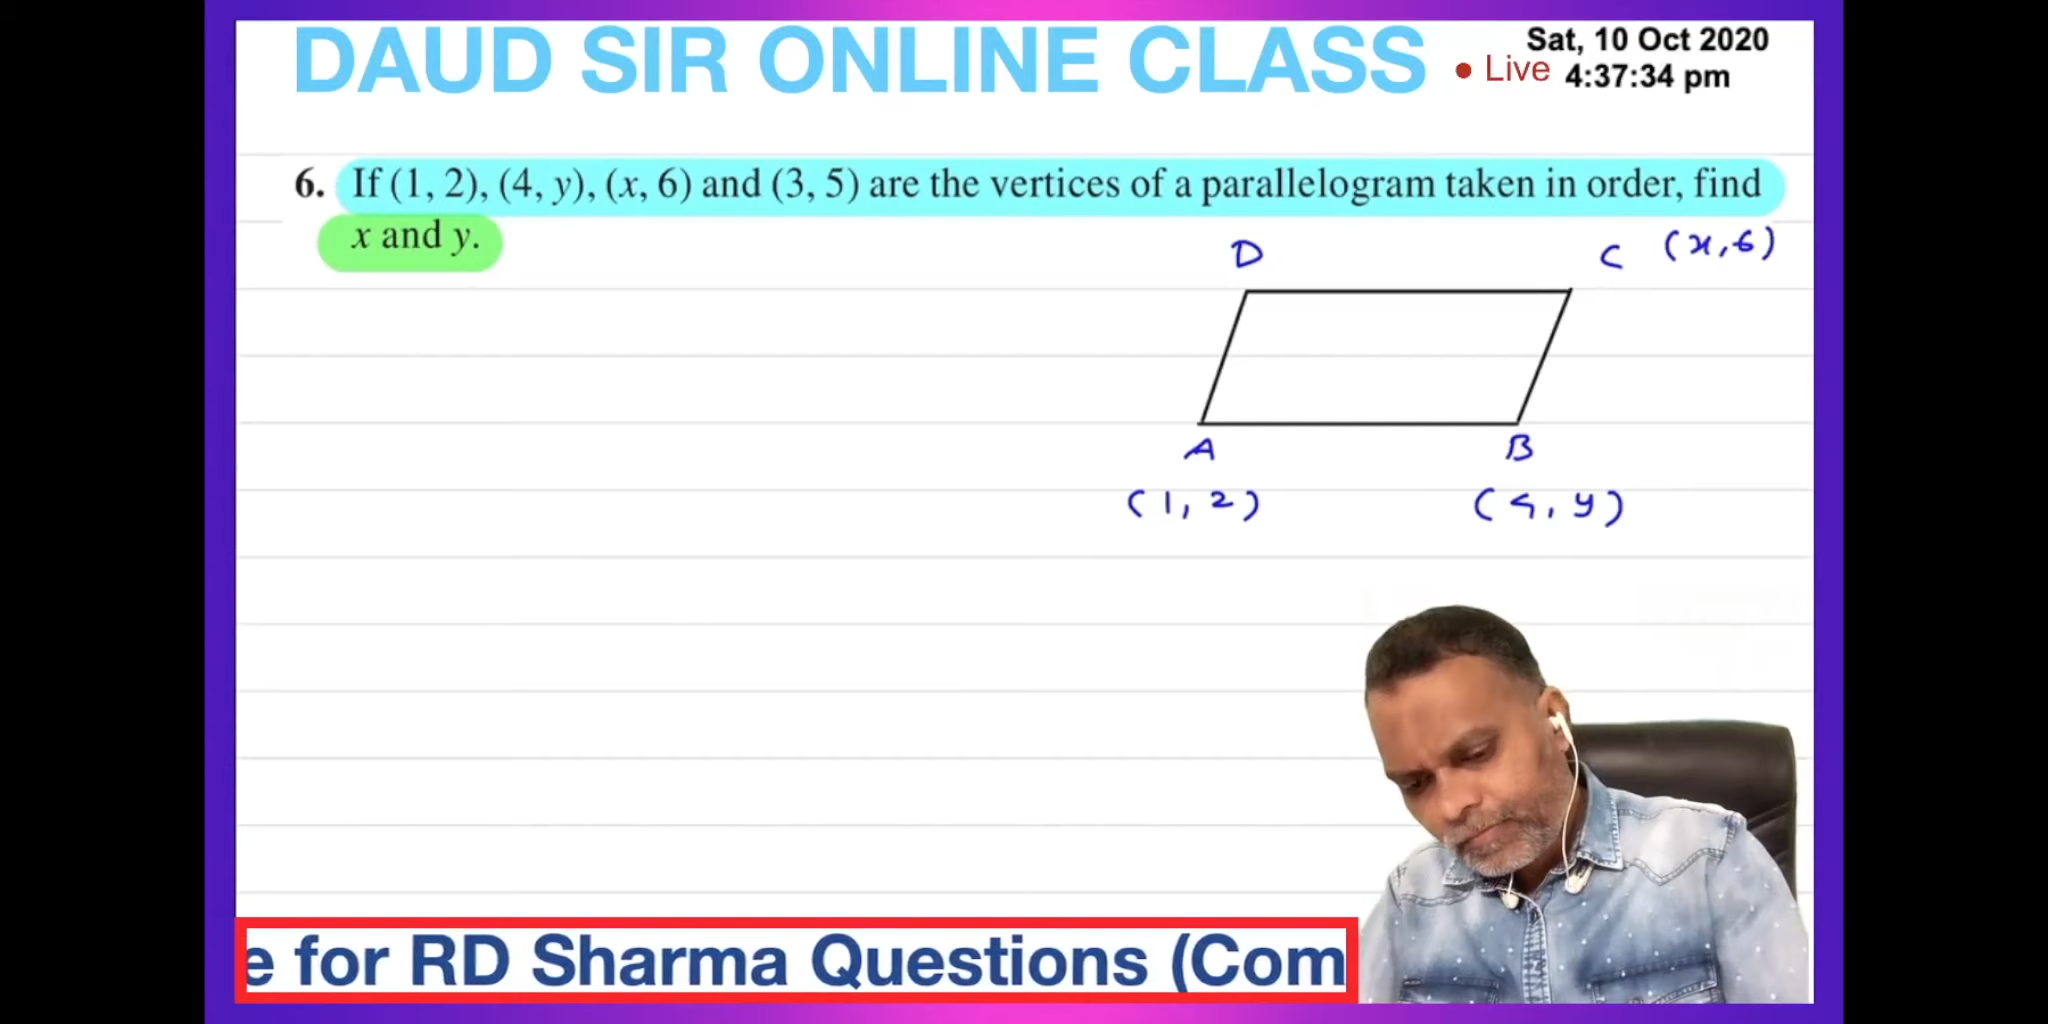 DAUD SIR ONLINE CLASS
• Live
Sat, 10 Oct 2020
4:37:34 pm
6. If (1, 2), (4, y), (x, 6) and (3, 5) are the vertices of a parallelogram taken in order, find
x and y.
D
C (x, 6)
A
B
(1, 2)
(4, y)
e for RD Sharma Questions (Com